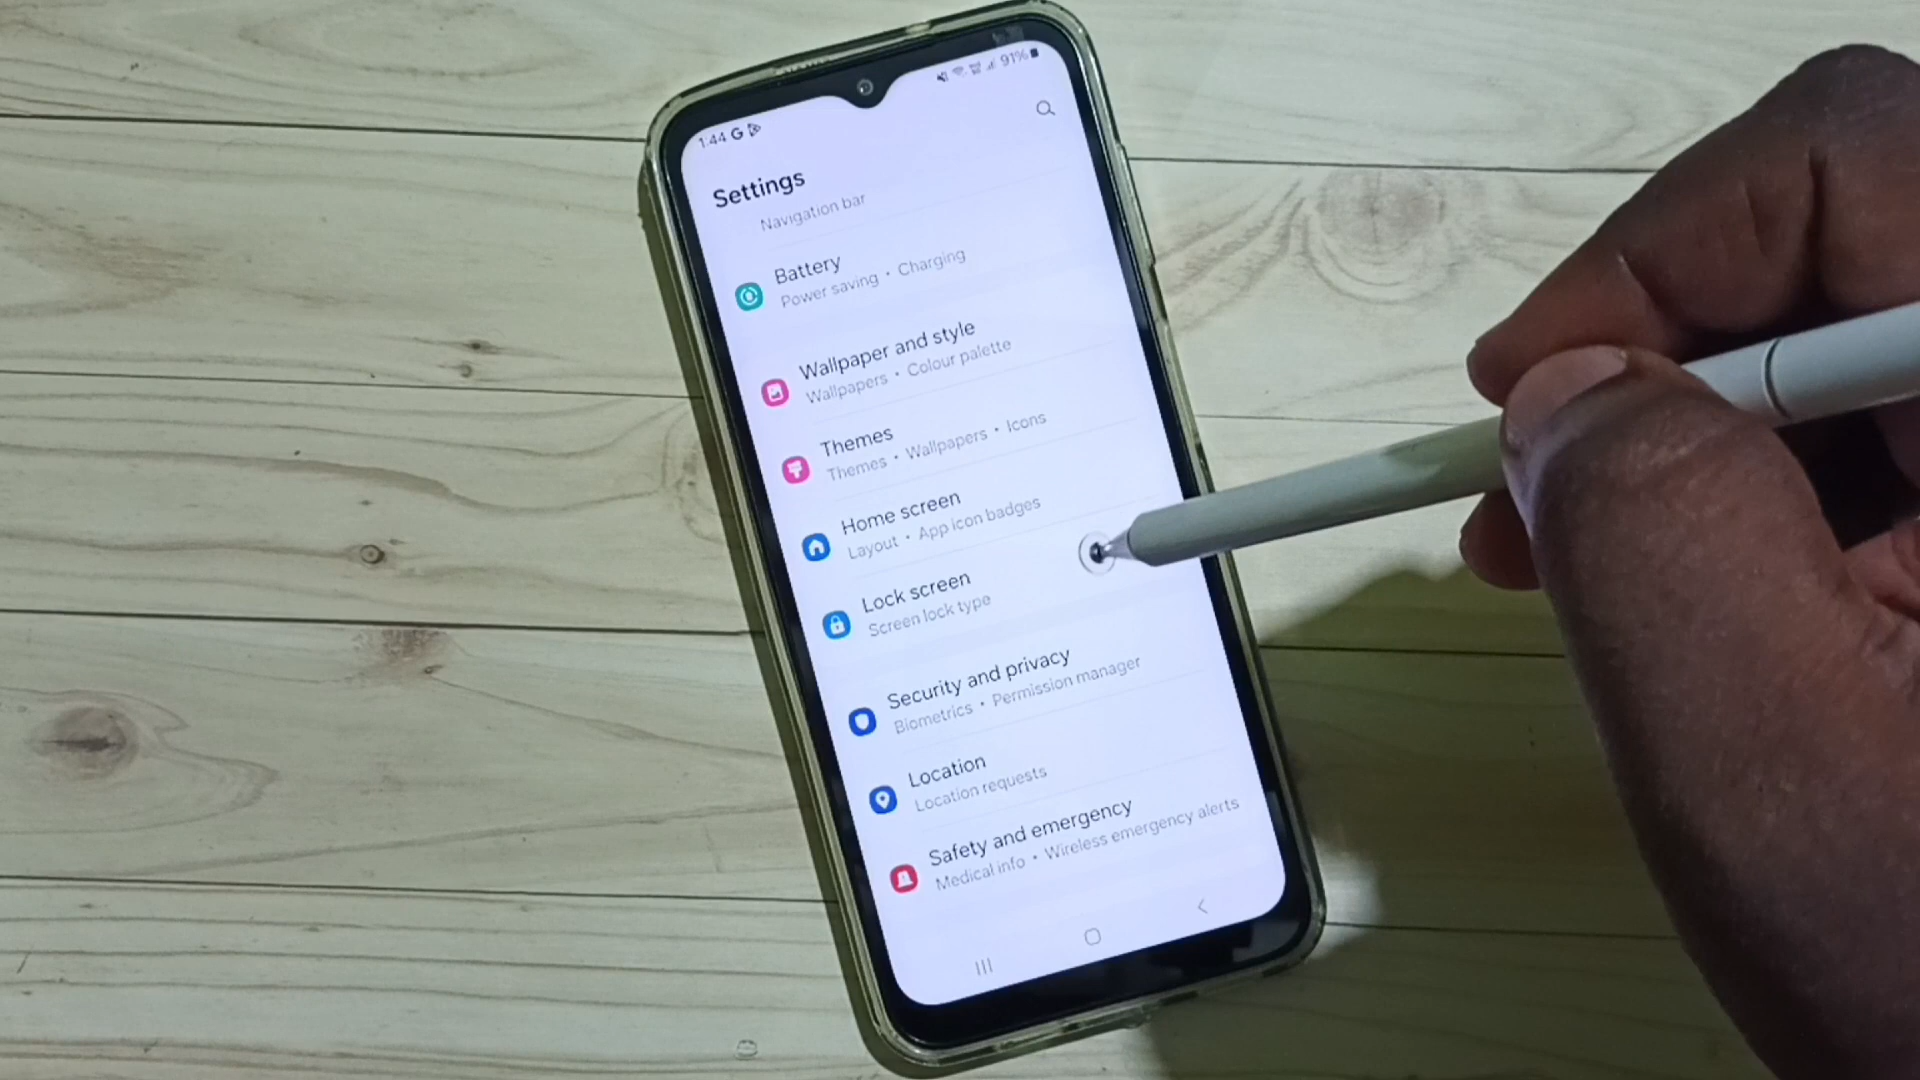 1:44 G 91%
Settings
Navigation bar
Battery
Power saving • Charging
Wallpaper and style
Wallpapers • Colour palette
Themes
Themes • Wallpapers • Icons
Home screen
Layout • App icon badges
Lock screen
Screen lock type
Security and privacy
Biometrics • Permission manager
Location
Location requests
Safety and emergency
Medical info • Wireless emergency alerts